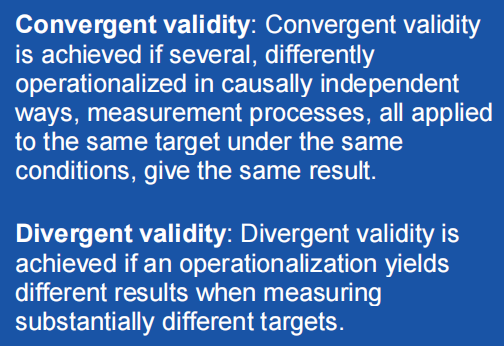 Convergent validity: Convergent validity
is achieved if several, differently
operationalized in causally independent
ways, measurement processes, all applied
to the same target under the same
conditions, give the same result.
Divergent validity: Divergent validity is
achieved if an operationalization yields
different results when measuring
substantially different targets.